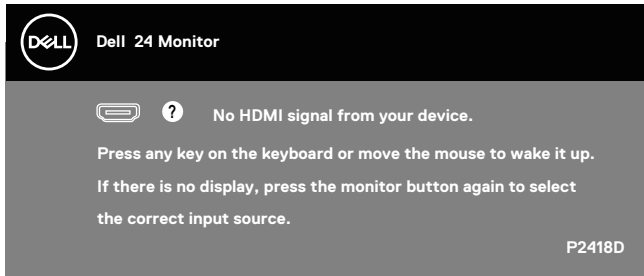 DELL
Dell 24 Monitor
? No HDMI signal from your device.
Press any key on the keyboard or move the mouse to wake it up.
If there is no display, press the monitor button again to select
the correct input source.
P2418D